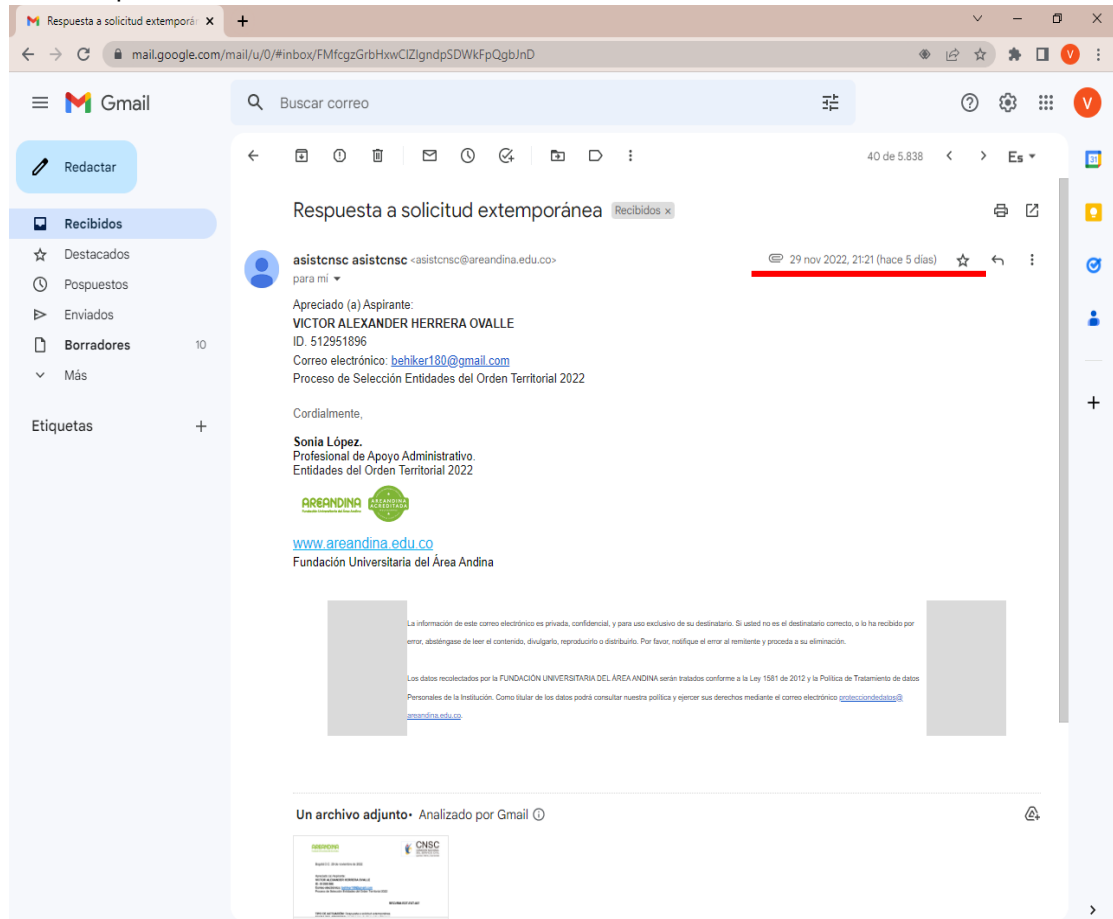 Respuesta a solicitud extemporá
mail.google.com/mail/u/0/#inbox/FMfcgzGrbHxwClZlgndpSDWkFpQgbJnD
V
Gmail
Buscar correo
V
Redactar
40 de 5.838
Es
31
Recibidos
Destacados
Pospuestos
Enviados
Borradores 10
Más
Etiquetas
Respuesta a solicitud extemporánea Recibidos x
asistcnsc asistcnsc <asistcnsc@areandina.edu.co> 29 nov 2022, 21:21 (hace 5 días)
para mí
Apreciado (a) Aspirante:
VICTOR ALEXANDER HERRERA OVALLE
ID. 512951896
Correo electrónico: behiker180@gmail.com
Proceso de Selección Entidades del Orden Territorial 2022
Cordialmente,
Sonia López.
Profesional de Apoyo Administrativo.
Entidades del Orden Territorial 2022
AREANDINA
Fundación Universitaria del Área Andina
AREANDINA
ACREDITADA
www.areandina.edu.co
Fundación Universitaria del Área Andina
La información de este correo electrónico es privada, confidencial, y para uso exclusivo de su destinatario. Si usted no es el destinatario correcto, o lo ha recibido por
error, absténgase de leer el contenido, divulgarlo, reproducirlo o distribuirlo. Por favor, notifique el error al remitente y proceda a su eliminación.
Los datos recolectados por la FUNDACIÓN UNIVERSITARIA DEL ÁREA ANDINA serán tratados conforme a la Ley 1581 de 2012 y la Política de Tratamiento de datos
Personales de la Institución. Como titular de los datos podrá consultar nuestra política y ejercer sus derechos mediante el correo electrónico protecciondedatos@
areandina.edu.co.
Un archivo adjunto• Analizado por Gmail
AREANDINA
CNSC